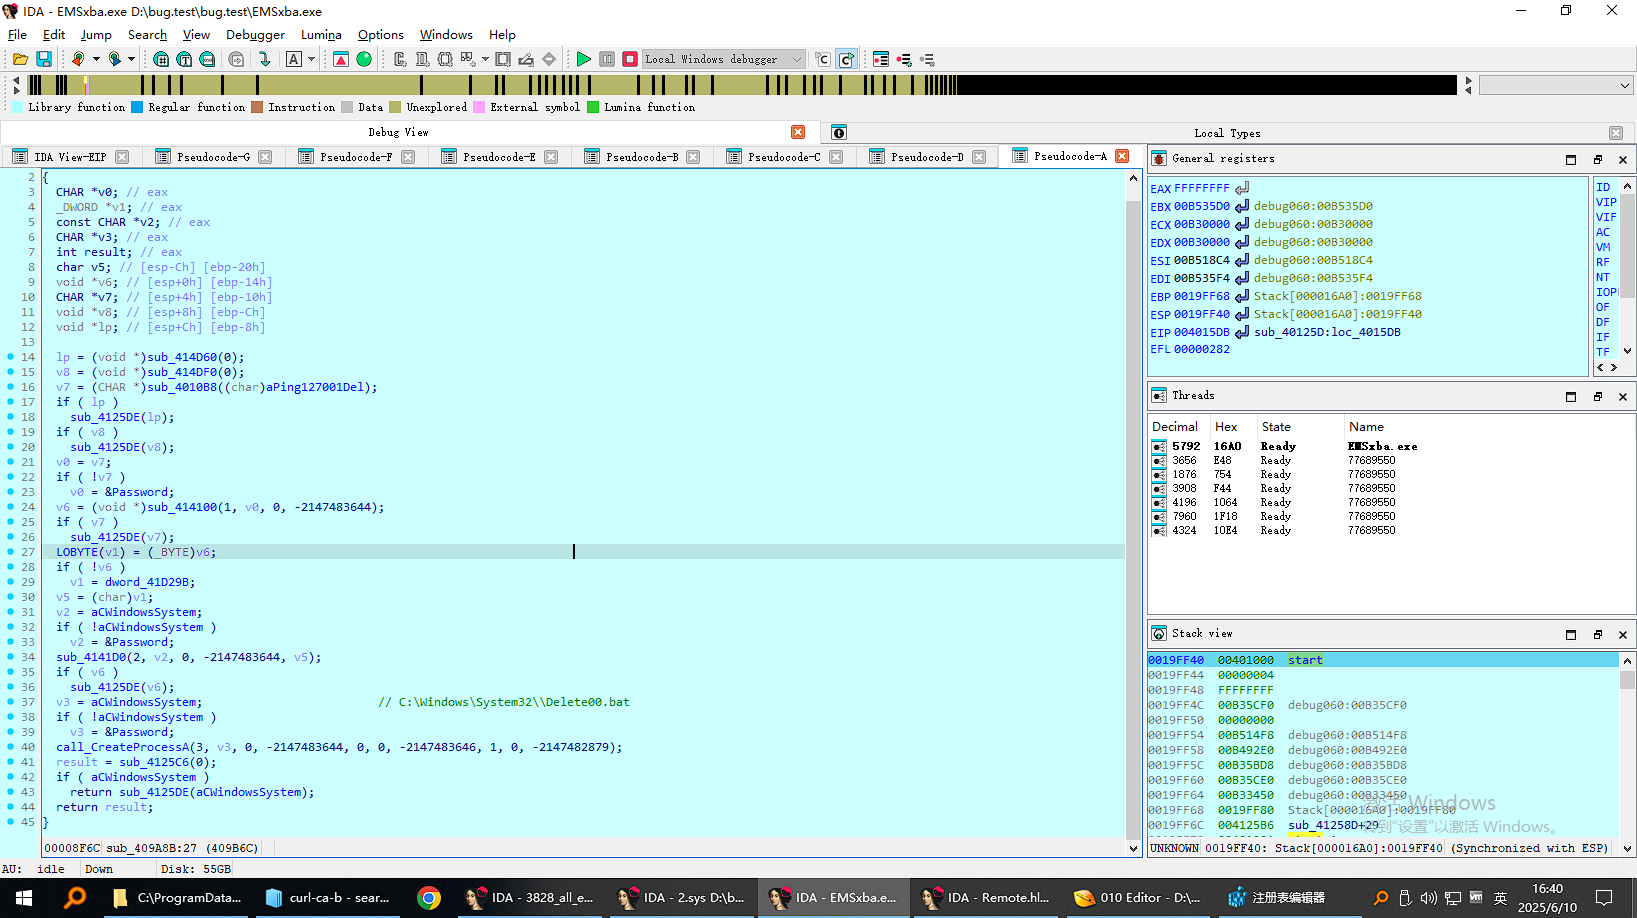 IDA - EMSxba.exe D:\bug.test\bug.test\EMSxba.exe
File Edit Jump Search View Debugger Lumina Options Windows Help
Local Windows debugger
Library function Regular function Instruction Data Unexplored External symbol Lumina function
Debug View Local Types
IDA View-EIP Pseudocode-G Pseudocode-F Pseudocode-E Pseudocode-B Pseudocode-C Pseudocode-D Pseudocode-A
2 {
3 CHAR *v0; // eax
4 _DWORD *v1; // eax
5 const CHAR *v2; // eax
6 CHAR *v3; // eax
7 int result; // eax
8 char v5; // [esp-Ch] [ebp-20h]
9 void *v6; // [esp+0h] [ebp-14h]
10 CHAR *v7; // [esp+4h] [ebp-10h]
11 void *v8; // [esp+8h] [ebp-Ch]
12 void *lp; // [esp+Ch] [ebp-8h]
13
14 lp = (void *)sub_414D60(0);
15 v8 = (void *)sub_414DF0(0);
16 v7 = (CHAR *)sub_4010B8((char)aPing127001Del);
17 if ( lp )
18 sub_4125DE(lp);
19 if ( v8 )
20 sub_4125DE(v8);
21 v0 = v7;
22 if ( !v7 )
23 v0 = &Password;
24 v6 = (void *)sub_414100(1, v0, 0, -2147483644);
25 if ( v7 )
26 sub_4125DE(v7);
27 LOBYTE(v1) = (_BYTE)v6;
28 if ( !v6 )
29 v1 = dword_41D29B;
30 v5 = (char)v1;
31 v2 = aCWindowsSystem;
32 if ( !aCWindowsSystem )
33 v2 = &Password;
34 sub_4141D0(2, v2, 0, -2147483644, v5);
35 if ( v6 )
36 sub_4125DE(v6);
37 v3 = aCWindowsSystem; // C:\Windows\System32\\Delete00.bat
38 if ( !aCWindowsSystem )
39 v3 = &Password;
40 call_CreateProcessA(3, v3, 0, -2147483644, 0, 0, -2147483646, 1, 0, -2147482879);
41 result = sub_4125C6(0);
42 if ( aCWindowsSystem )
43 return sub_4125DE(aCWindowsSystem);
44 return result;
45 }
00008F6C sub_409A8B:27 (409B6C)
General registers
EAX FFFFFFFF
EBX 00B535D0 debug060:00B535D0
ECX 00B30000 debug060:00B30000
EDX 00B30000 debug060:00B30000
ESI 00B518C4 debug060:00B518C4
EDI 00B535F4 debug060:00B535F4
EBP 0019FF68 Stack[000016A0]:0019FF68
ESP 0019FF40 Stack[000016A0]:0019FF40
EIP 004015DB sub_40125D:loc_4015DB
EFL 00000282
ID
VIP
VIF
AC
VM
RF
NT
IOP
OF
DF
IF
TF
Threads
Decimal Hex State Name
5792 16A0 Ready EMSxba.exe
3656 E48 Ready 77689550
1876 754 Ready 77689550
3908 F44 Ready 77689550
4196 1064 Ready 77689550
7960 1F18 Ready 77689550
4324 10E4 Ready 77689550
Stack view
0019FF40 00401000 start
0019FF44 00000004
0019FF48 FFFFFFFF
0019FF4C 00B35CF0 debug060:00B35CF0
0019FF50 00000000
0019FF54 00B514F8 debug060:00B514F8
0019FF58 00B492E0 debug060:00B492E0
0019FF5C 00B35BD8 debug060:00B35BD8
0019FF60 00B35CE0 debug060:00B35CE0
0019FF64 00B33450 debug060:00B33450
0019FF68 0019FF80 Stack[000016A0]:0019FF80
0019FF6C 004125B6 sub_41258D+29
激活 Windows
转到“设置”以激活 Windows。
UNKNOWN 0019FF40: Stack[000016A0]:0019FF40 (Synchronized with ESP)
AU: idle Down Disk: 55GB
C:\ProgramData... curl-ca-b - sear... IDA - 3828_all_e... IDA - 2.sys D:\b... IDA - EMSxba.e... IDA - Remote.hl... 010 Editor - D:\... 注册表编辑器 英 16:40
2025/6/10